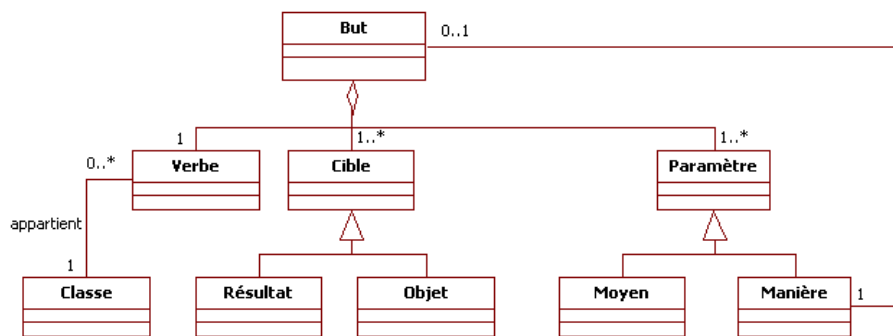 But
0..1
1
1..*
1..*
0..*
Verbe
Cible
Paramètre
appartient
1
Classe
Résultat
Objet
Moyen
Manière
1